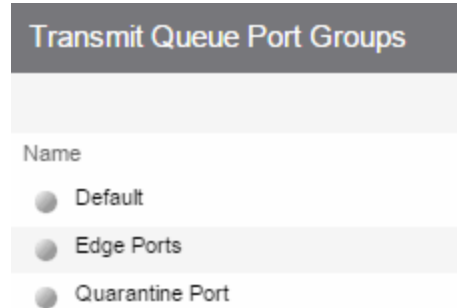 Transmit Queue Port Groups
Name
Default
Edge Ports
Quarantine Port